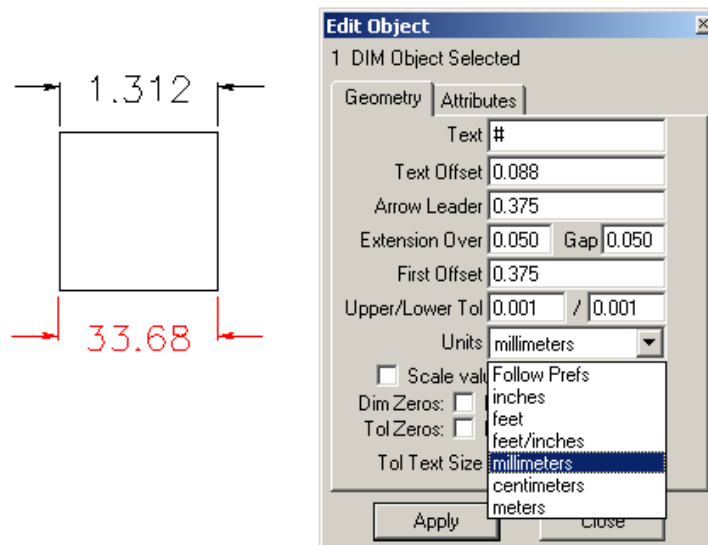 1.312
33.68
Edit Object
1 DIM Object Selected
Geometry Attributes
Text #
Text Offset 0.088
Arrow Leader 0.375
Extension Over 0.050 Gap 0.050
First Offset 0.375
Upper/Lower Tol 0.001 / 0.001
Units millimeters
Scale
Follow Prefs
inches
Dim Zeros:
feet
Tol Zeros:
feet/inches
Tol Text Size
millimeters
centimeters
meters
Apply Close